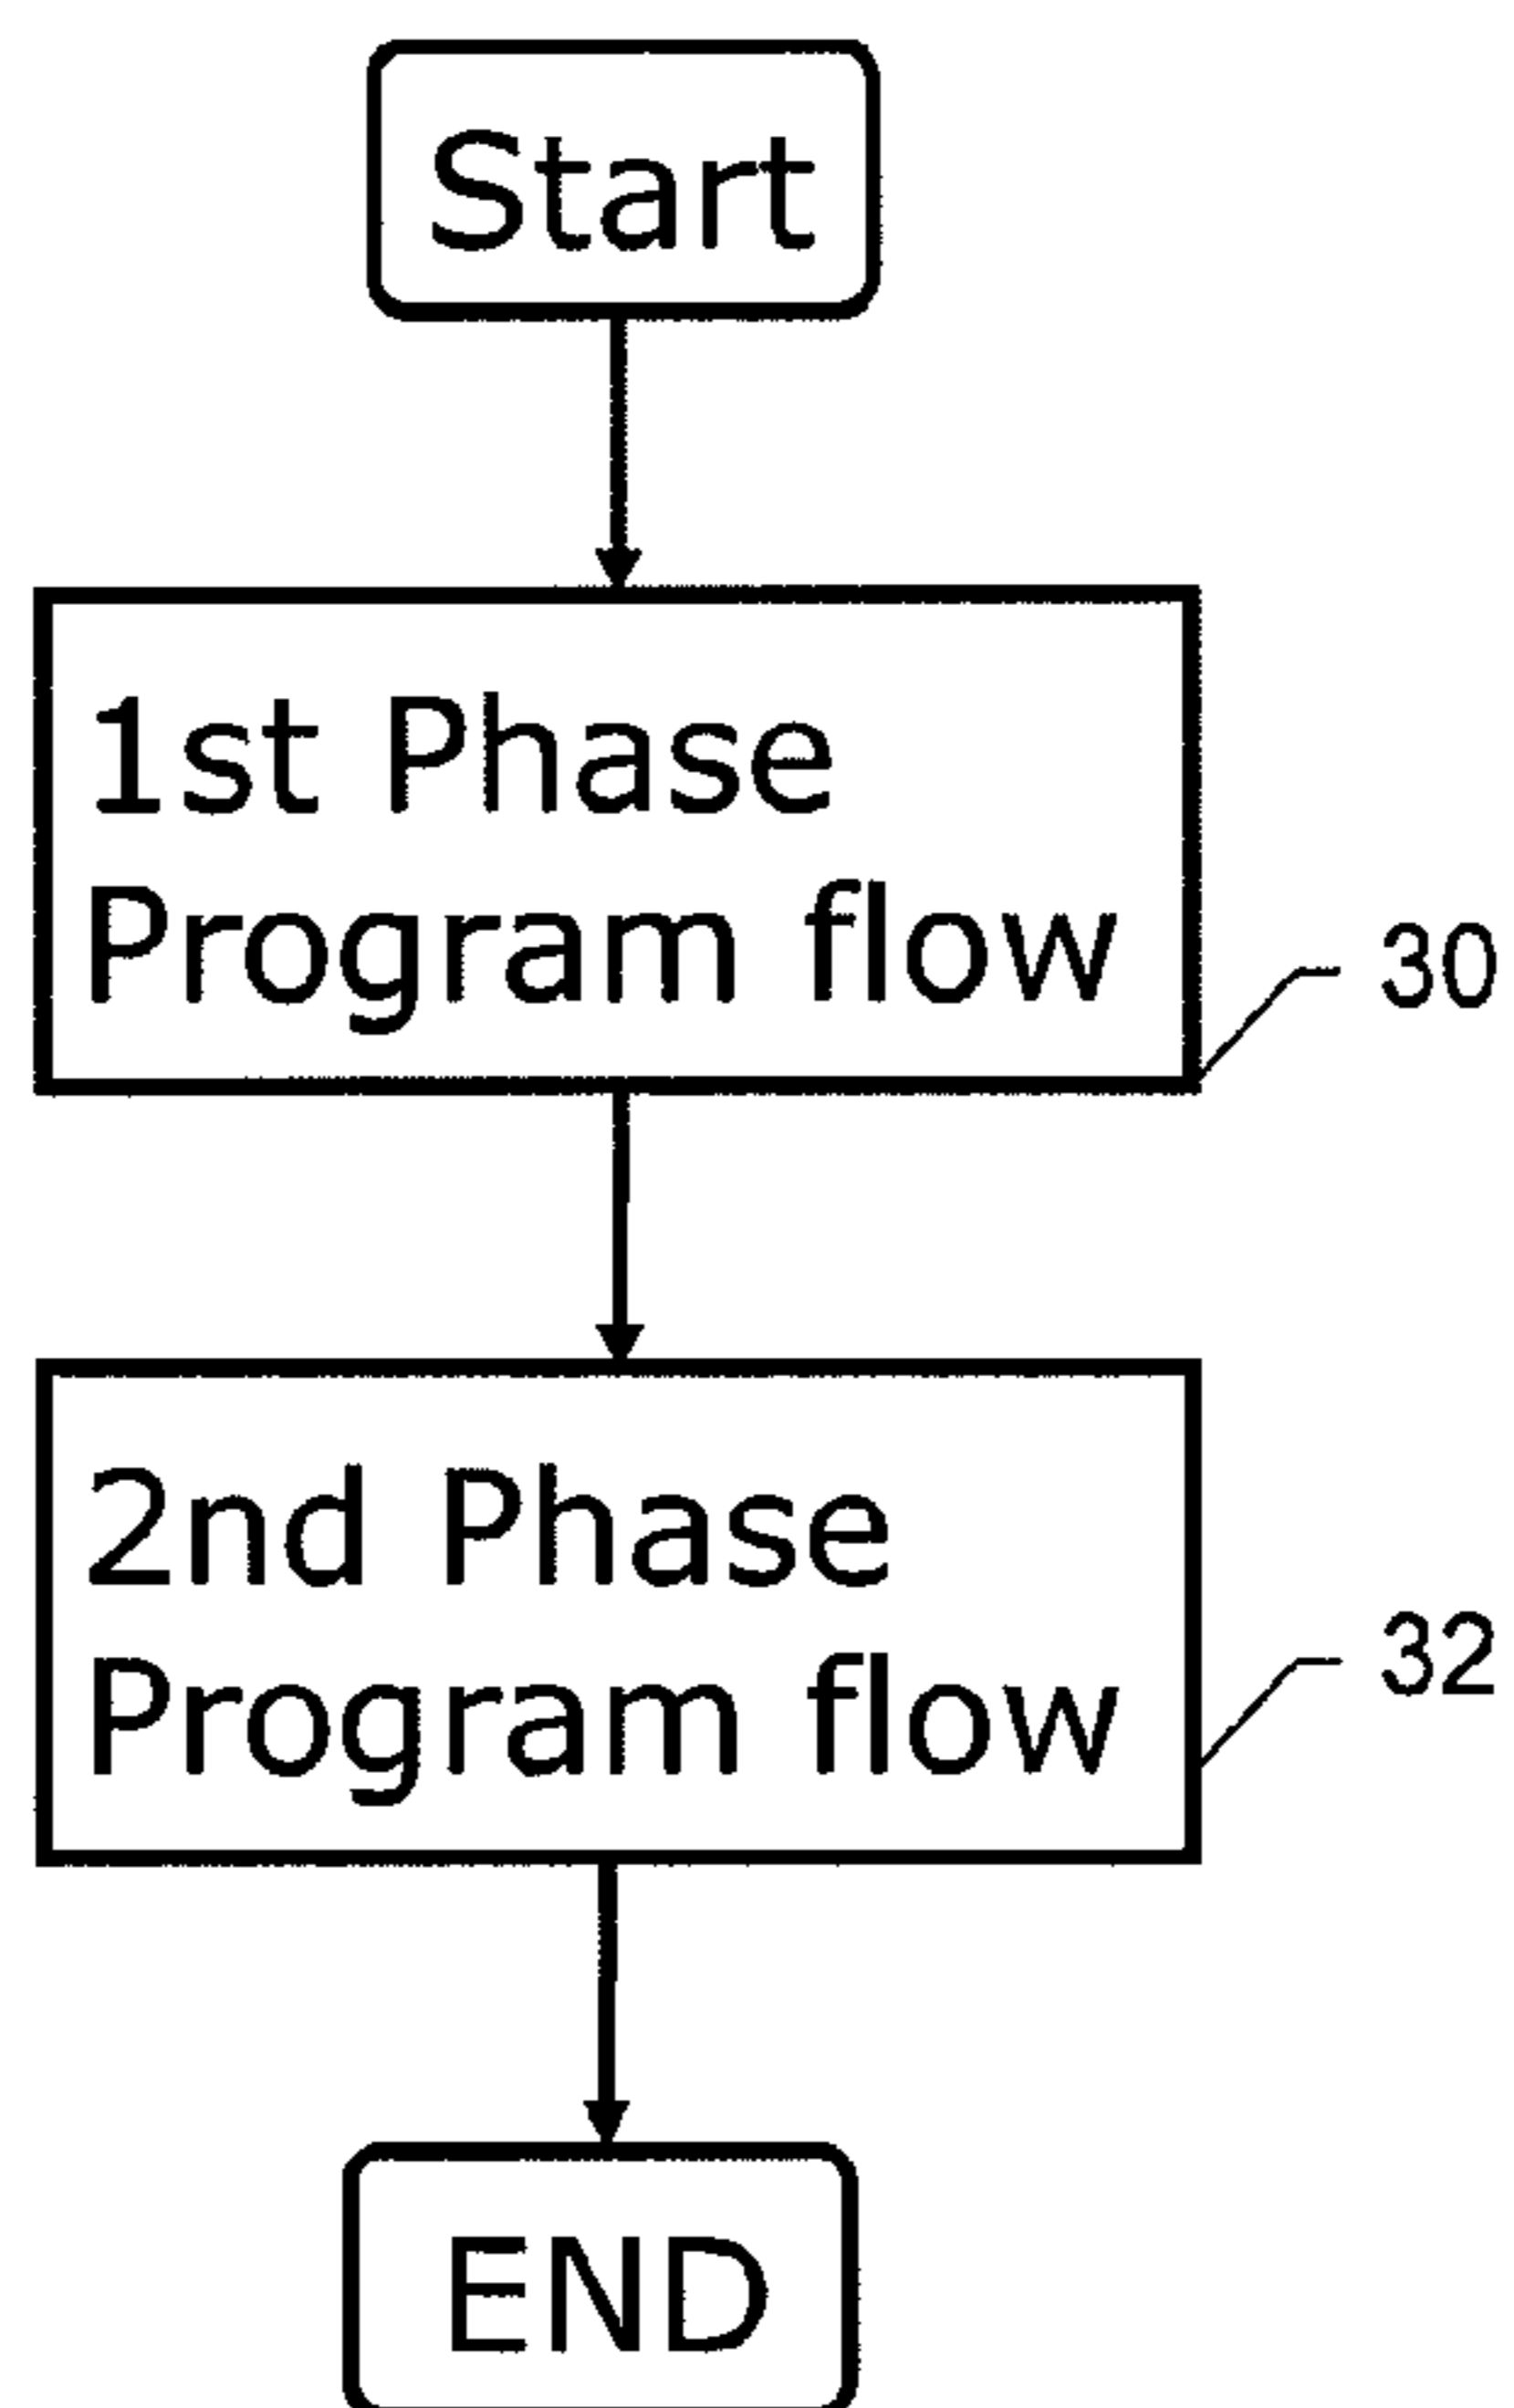 Start
1st Phase
Program flow
30
2nd Phase
Program flow
32
END